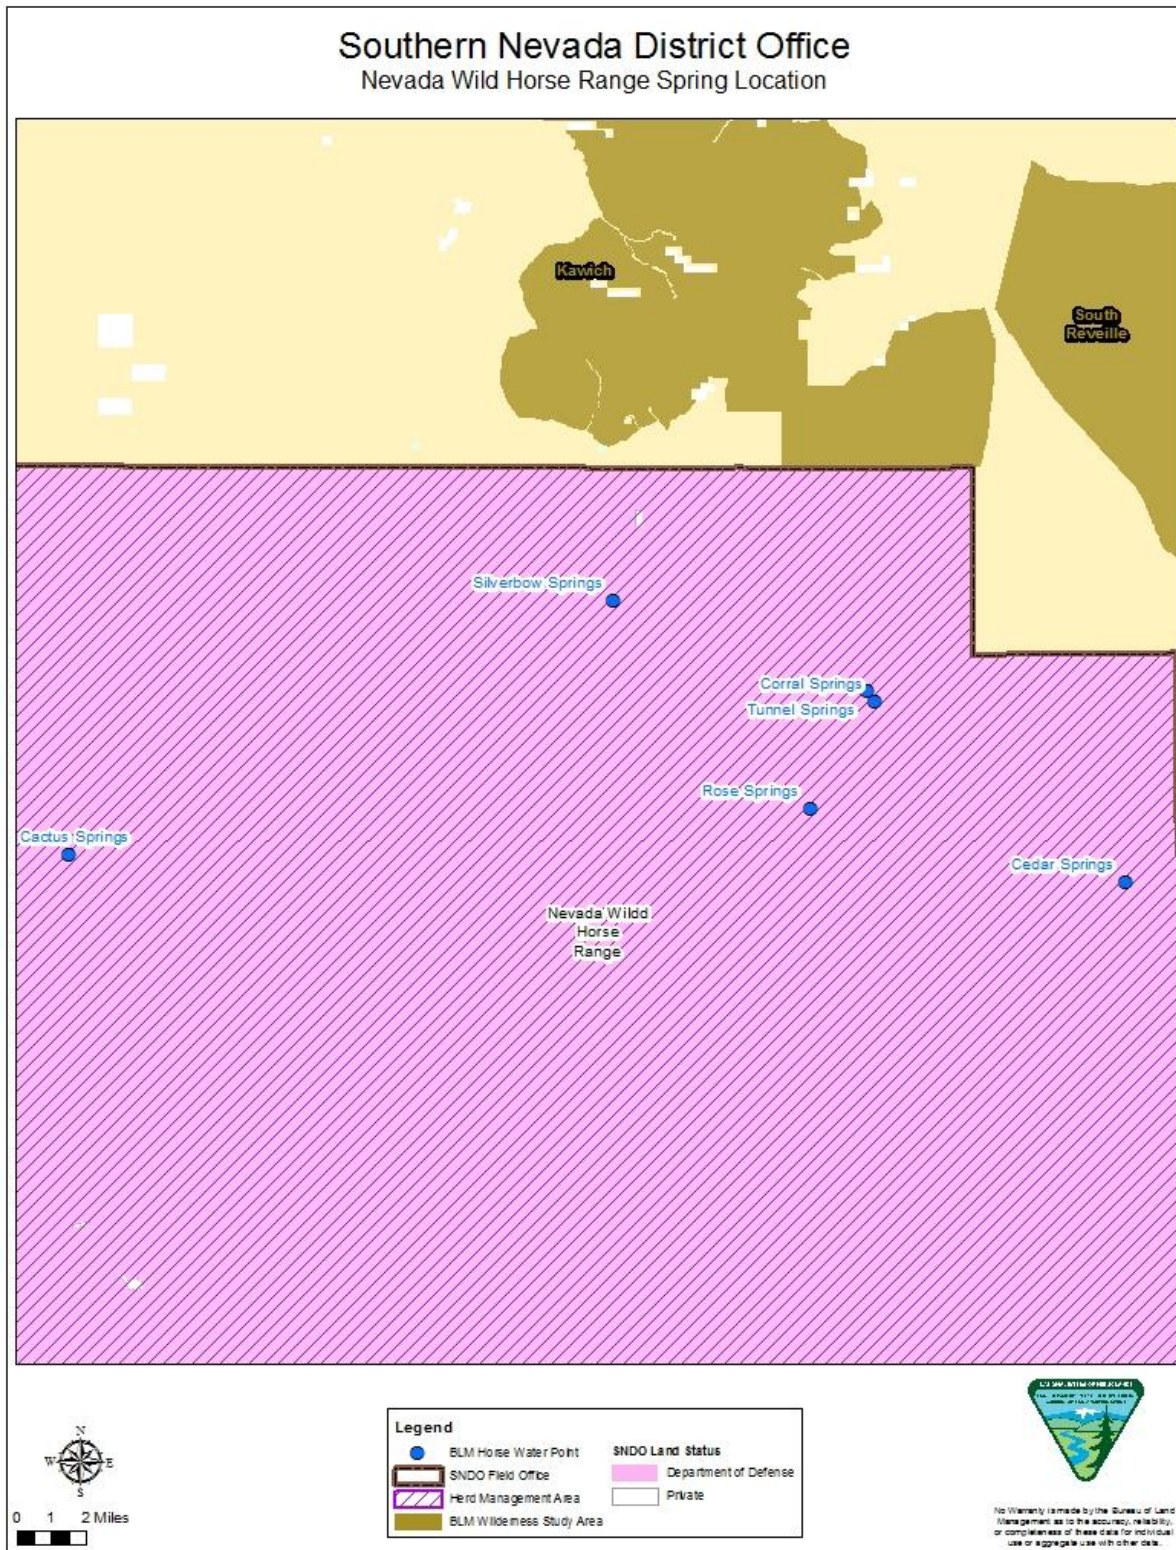 Southern Nevada District Office
Nevada Wild Horse Range Spring Location
Kawich
South
Reveille
Silverbow Springs
Corral Springs
Tunnel Springs
Rose Springs
Cactus Springs
Cedar Springs
Nevada Wildd
Horse
Range
N
W
E
S
0 1 2 Miles
Legend
BLM Horse Water Point
SNDO Field Office
Herd Management Area
BLM Wilderness Study Area
SNDO Land Status
Department of Defense
Private
No Warranty is made by the Bureau of Land
Management as to the accuracy, reliability,
or completeness of these data for individual
use or aggregate use with other data.